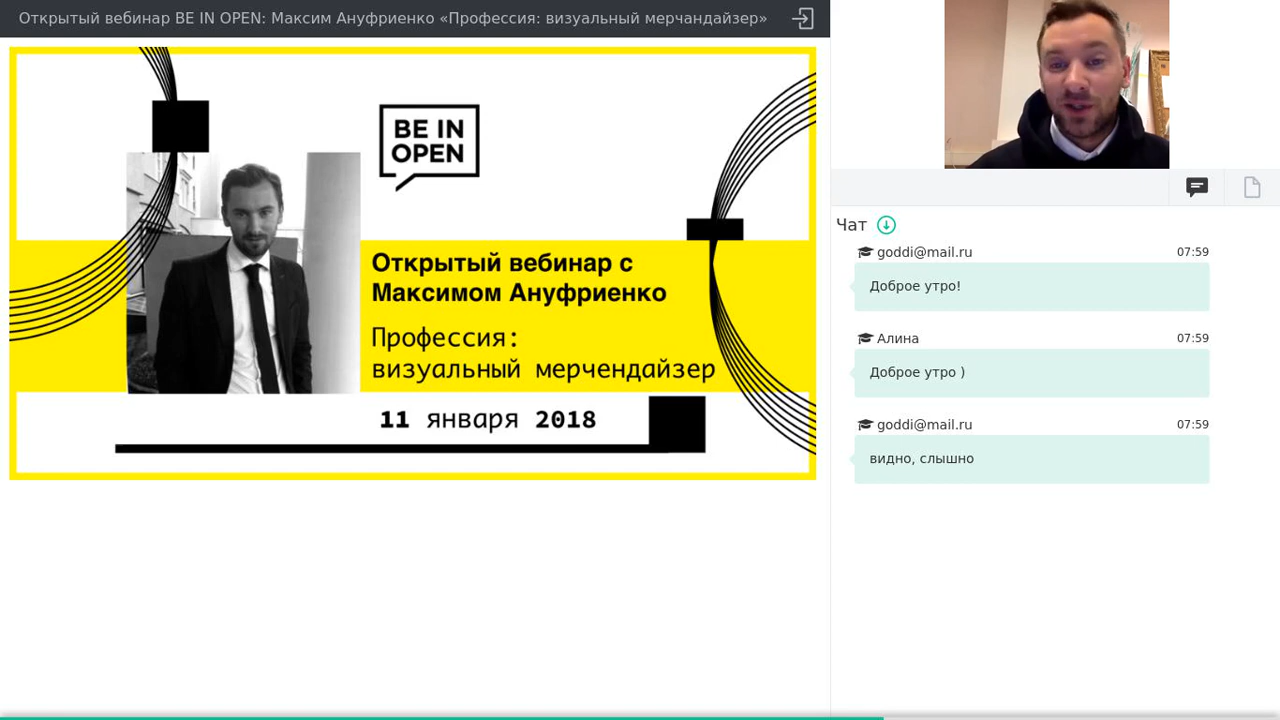 Открытый вебинар BE IN OPEN: Максим Ануфриенко «Профессия: визуальный мерчандайзер»
BE IN
OPEN
Открытый вебинар с
Максимом Ануфриенко
Профессия:
визуальный мерчендайзер
11 января 2018
Чат
goddi@mail.ru 07:59
Доброе утро!
Алина 07:59
Доброе утро )
goddi@mail.ru 07:59
видно, слышно